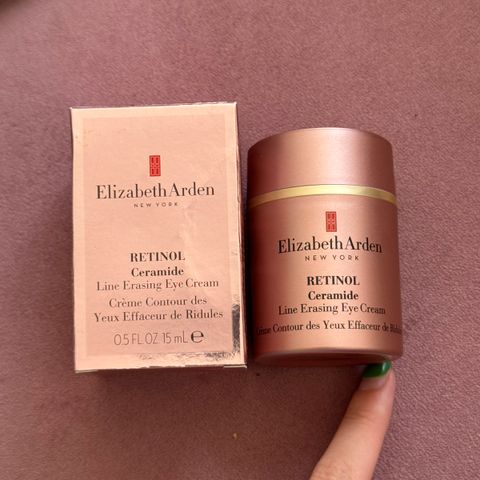 Elizabeth Arden
NEW YORK
RETINOL
Ceramide
Line Erasing Eye Cream
Crème Contour des
Yeux Effaceur de Ridules
0.5 FL OZ 15 mL ℮
Elizabeth Arden
NEW YORK
RETINOL
Ceramide
Line Erasing Eye Cream
Crème Contour des Yeux Effaceur de Ridules